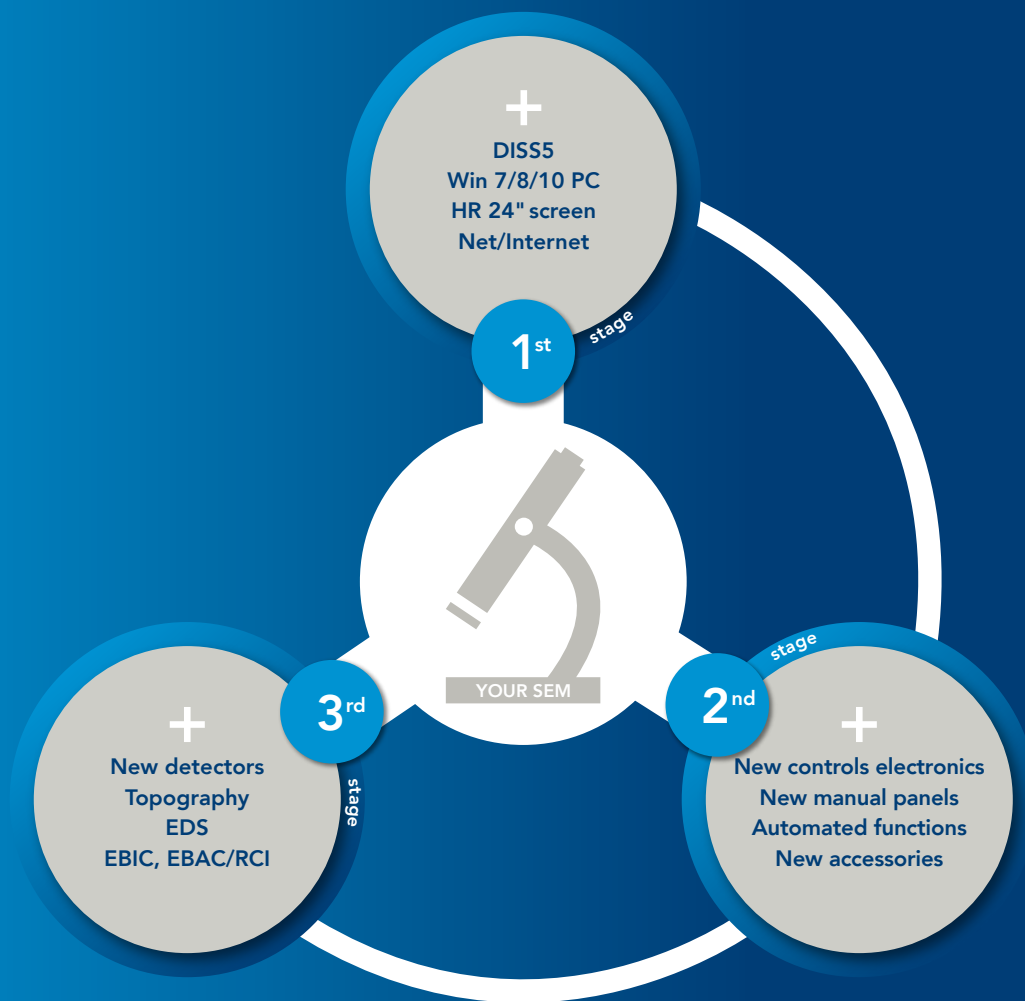 +
DISS5
Win 7/8/10 PC
HR 24" screen
Net/Internet
1st
stage
YOUR SEM
2nd
stage
+
New controls electronics
New manual panels
Automated functions
New accessories
3rd
stage
+
New detectors
Topography
EDS
EBIC, EBAC/RCI